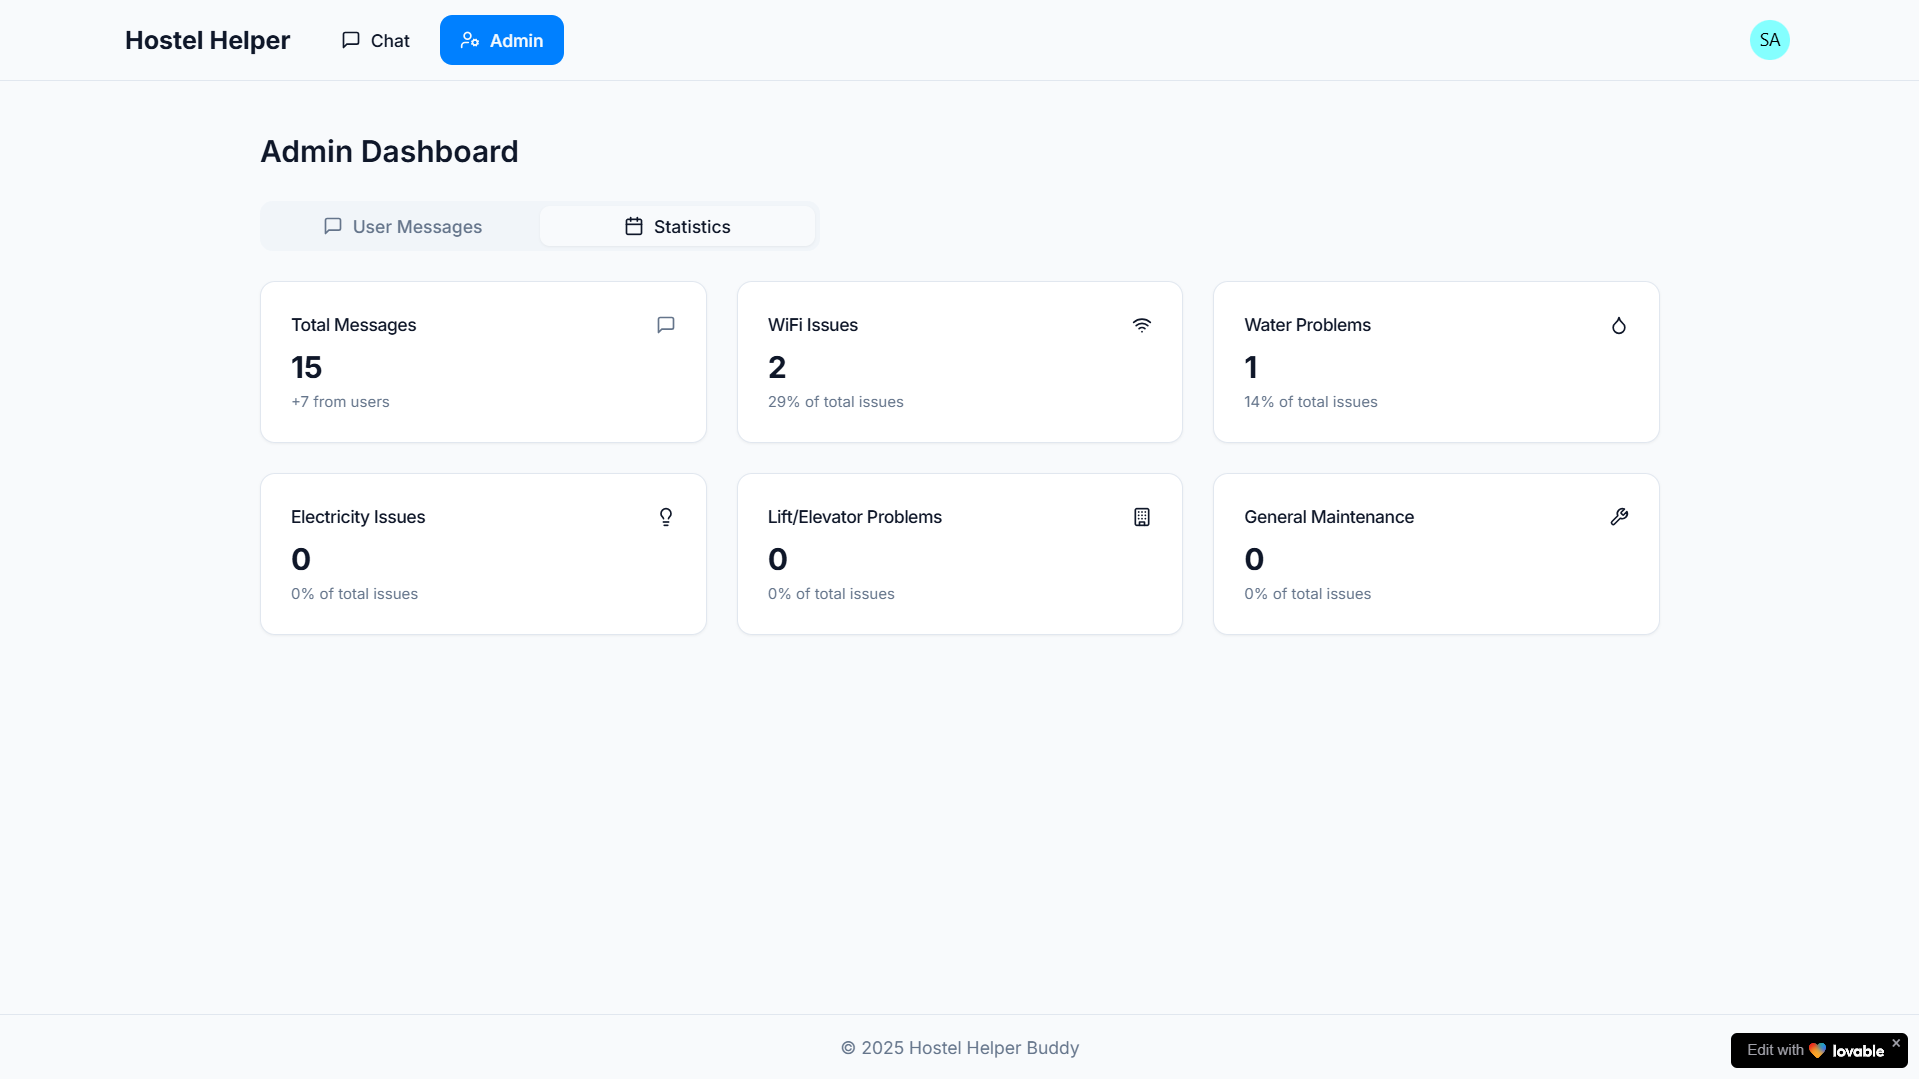 Hostel Helper
Chat
Admin
SA
Admin Dashboard
User Messages
Statistics
Total Messages
15
+7 from users
WiFi Issues
2
29% of total issues
Water Problems
1
14% of total issues
Electricity Issues
0
0% of total issues
Lift/Elevator Problems
0
0% of total issues
General Maintenance
0
0% of total issues
© 2025 Hostel Helper Buddy
Edit with lovable